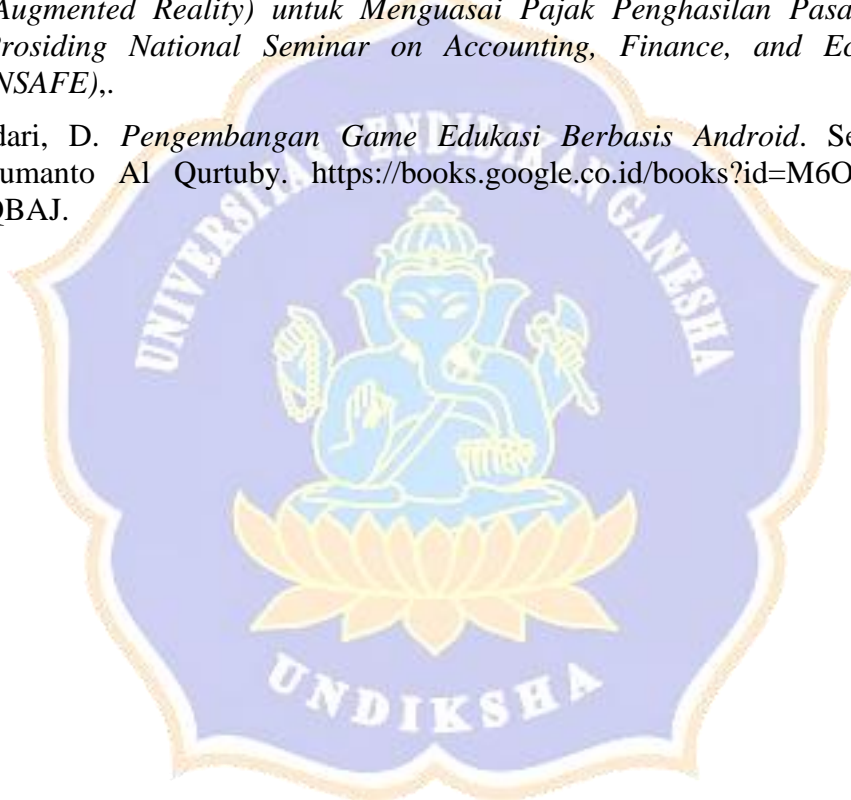 Augmented Reality) untuk Menguasai Pajak Penghasilan Pasa
Prosiding National Seminar on Accounting, Finance, and Ec
NSAFE),.
dari, D. Pengembangan Game Edukasi Berbasis Android. Se
umanto Al Qurtuby. https://books.google.co.id/books?id=M6O
QBAJ.
UNIVERSITAS PENDIDIKAN GANESHA
UNDIKSHA